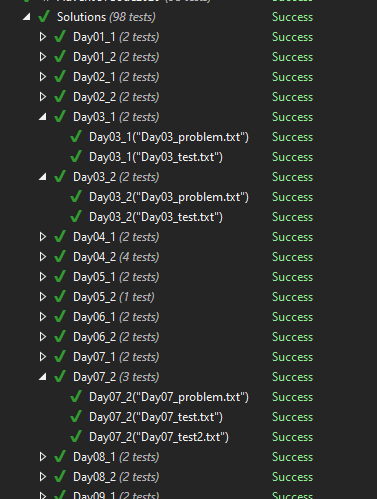 Solutions (98 tests) Success
Day01_1 (2 tests) Success
Day01_2 (2 tests) Success
Day02_1 (2 tests) Success
Day02_2 (2 tests) Success
Day03_1 (2 tests) Success
Day03_1("Day03_problem.txt") Success
Day03_1("Day03_test.txt") Success
Day03_2 (2 tests) Success
Day03_2("Day03_problem.txt") Success
Day03_2("Day03_test.txt") Success
Day04_1 (2 tests) Success
Day04_2 (4 tests) Success
Day05_1 (2 tests) Success
Day05_2 (1 test) Success
Day06_1 (2 tests) Success
Day06_2 (2 tests) Success
Day07_1 (2 tests) Success
Day07_2 (3 tests) Success
Day07_2("Day07_problem.txt") Success
Day07_2("Day07_test.txt") Success
Day07_2("Day07_test2.txt") Success
Day08_1 (2 tests) Success
Day08_2 (2 tests) Success
Day09_1 (2 tests) Success